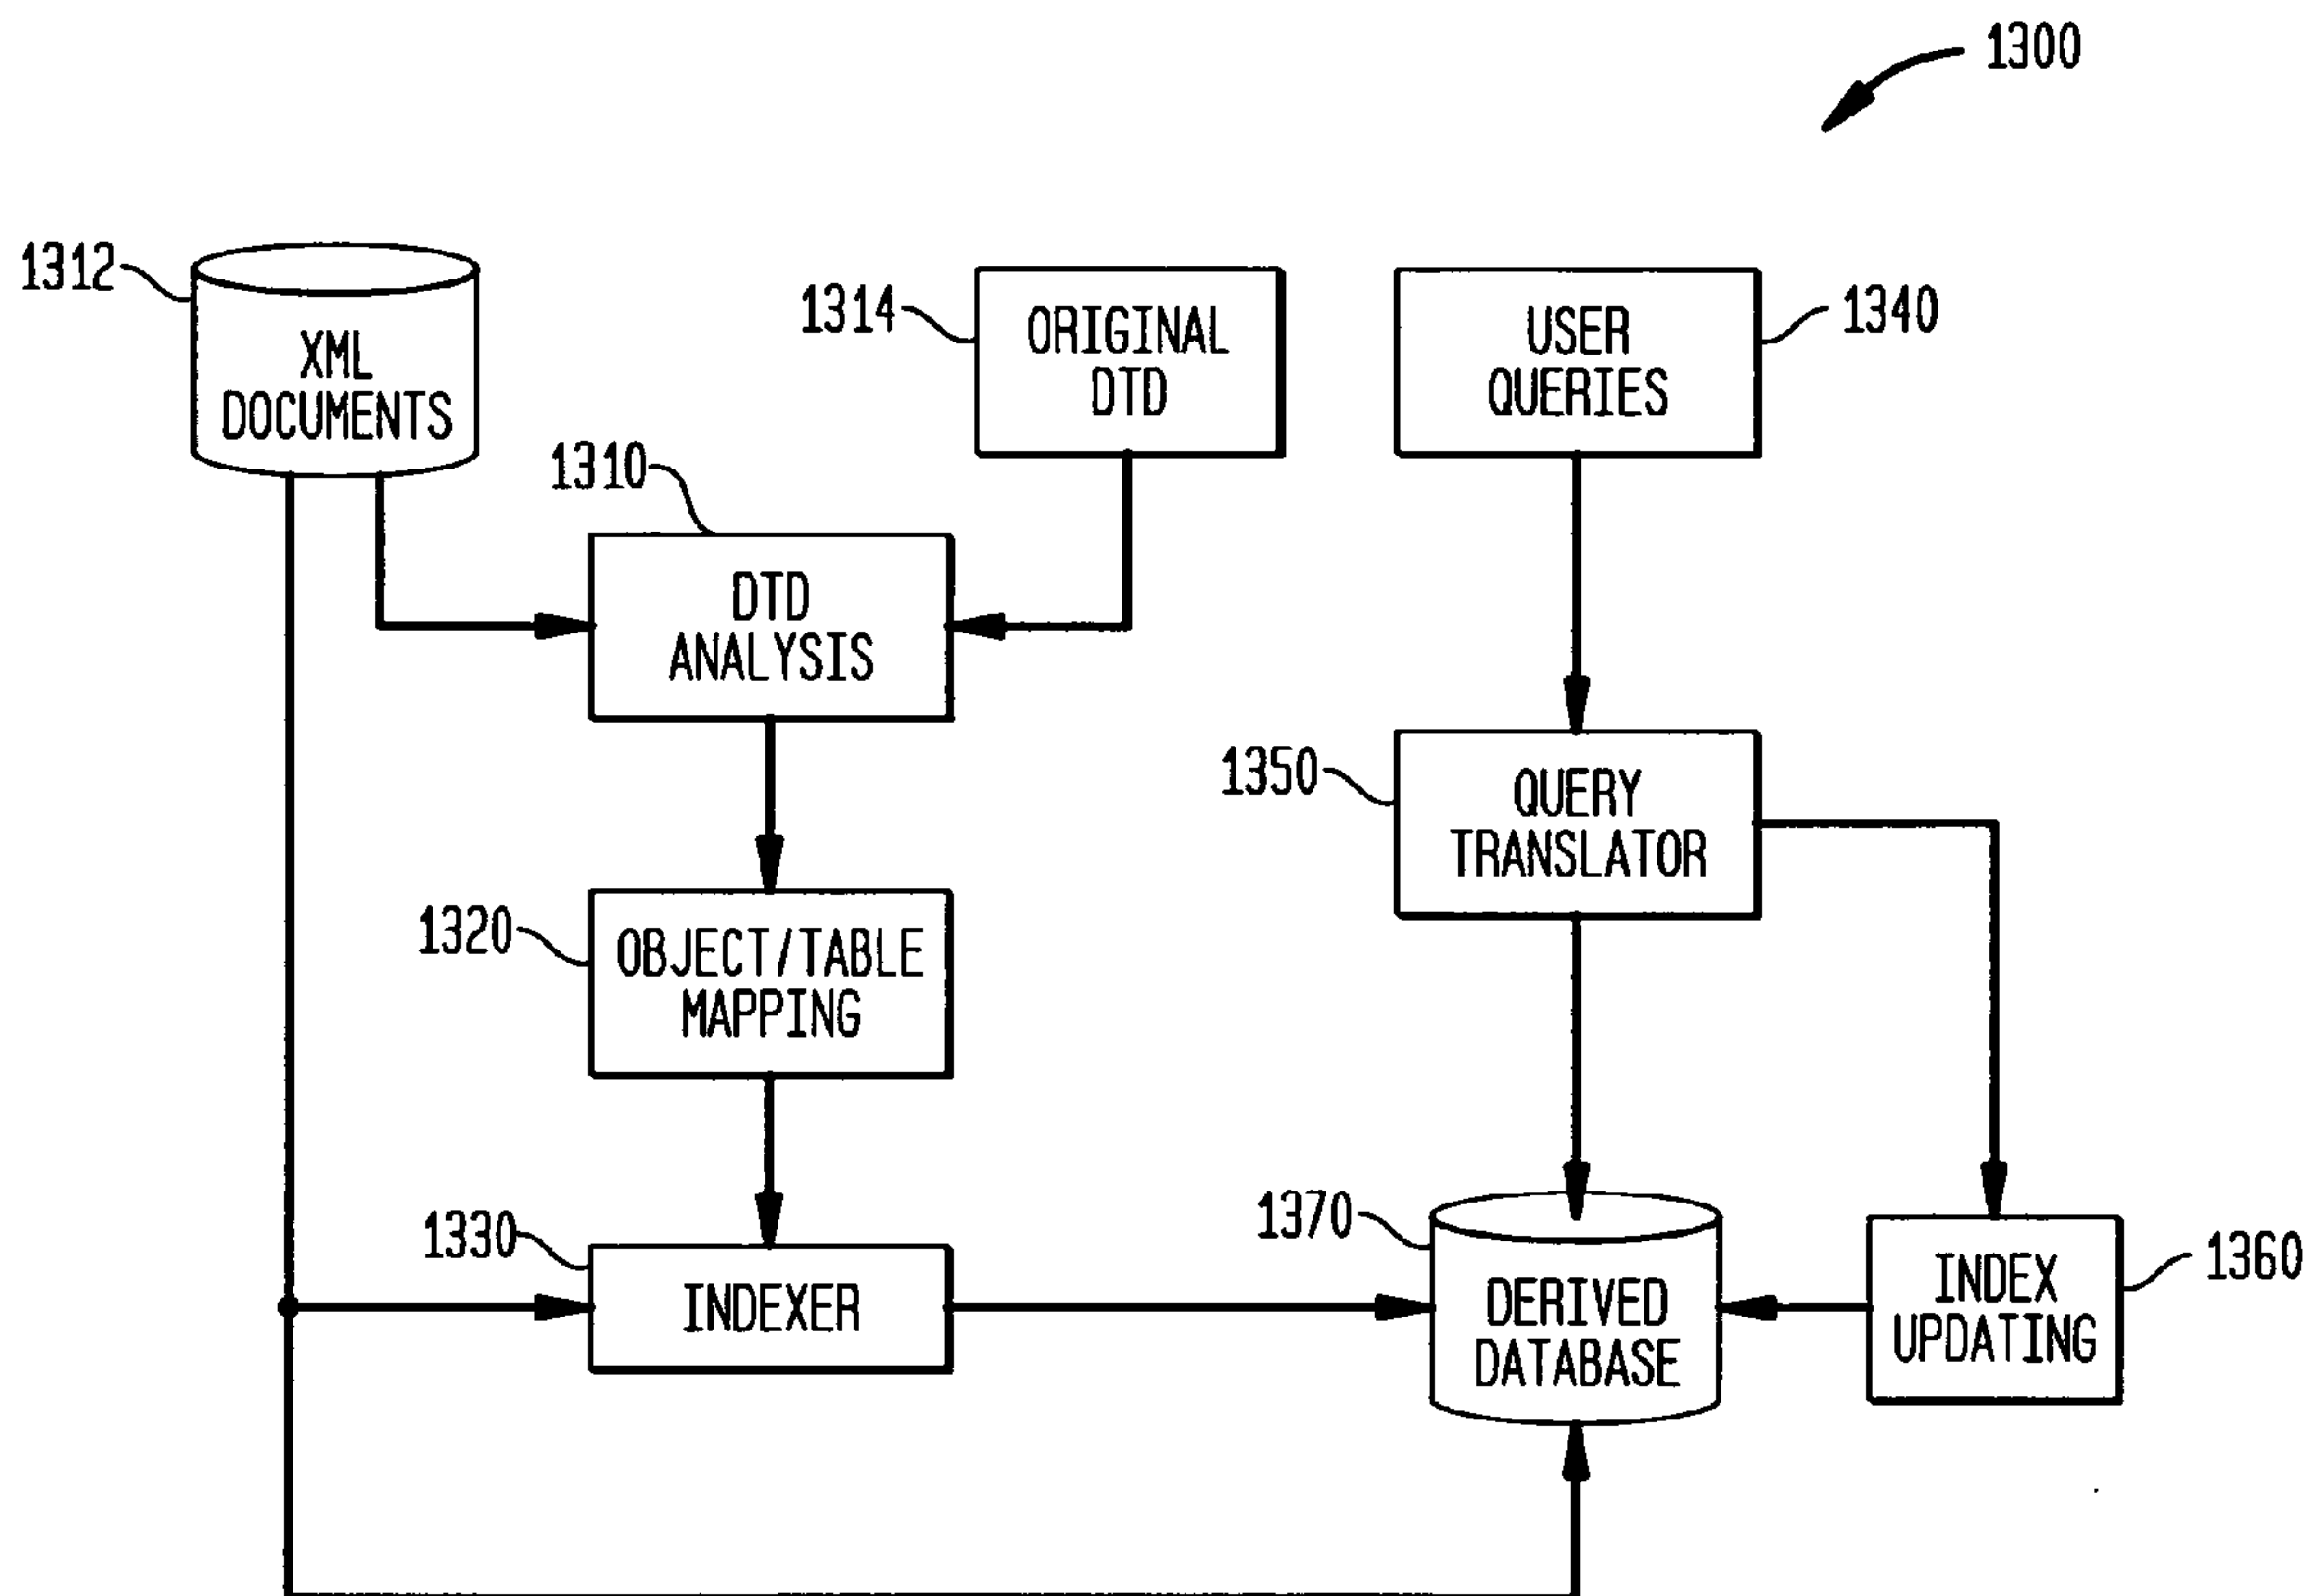 1300
1312
XML
DOCUMENTS
1314
ORIGINAL
DTD
USER
QUERIES
1340
1310
DTD
ANALYSIS
1350
QUERY
TRANSLATOR
1320
OBJECT/TABLE
MAPPING
1330
INDEXER
1370
DERIVED
DATABASE
INDEX
UPDATING
1360